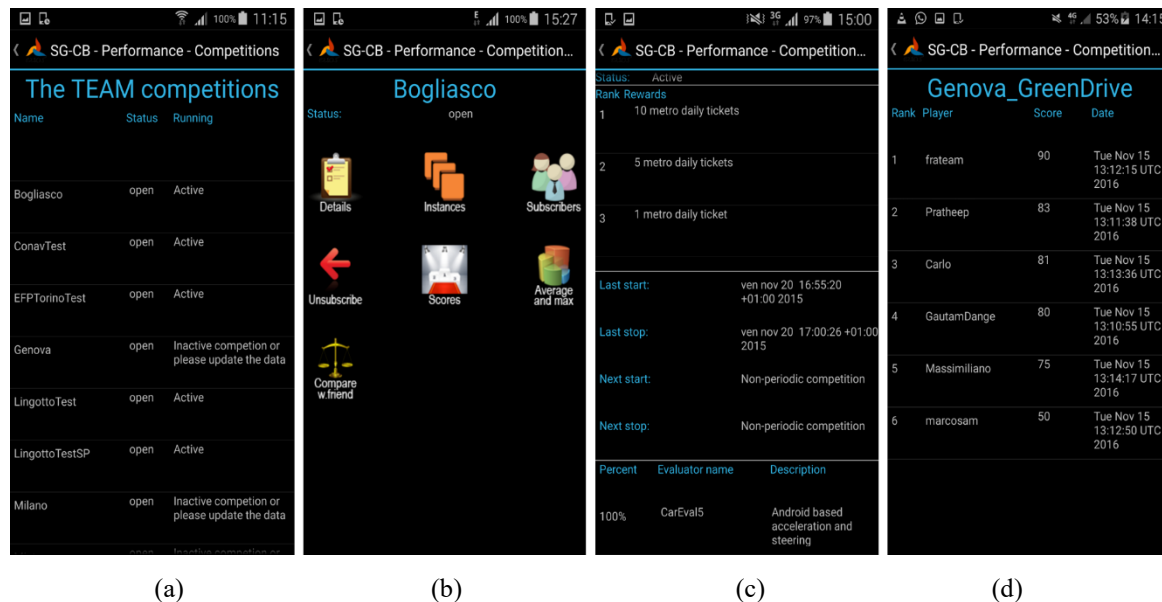 100% 11:15
SG-CB - Performance - Competitions
The TEAM competitions
Name Status Running
Bogliasco open Active
ConavTest open Active
EFPTorinoTest open Active
Genova open Inactive competion or
please update the data
LingottoTest open Active
LingottoTestSP open Active
Milano open Inactive competion or
please update the data
open Inactive competion or
(a)
E 100% 15:27
SG-CB - Performance - Competition...
Bogliasco
Status: open
Details Instances Subscribers
Unsubscribe Scores Average
and max
Compare
w.friend
(b)
3G 97% 15:00
SG-CB - Performance - Competition...
Status: Active
Rank Rewards
1 10 metro daily tickets
2 5 metro daily tickets
3 1 metro daily ticket
Last start: ven nov 20 16:55:20
+01:00 2015
Last stop: ven nov 20 17:00:26 +01:00
2015
Next start: Non-periodic competition
Next stop: Non-periodic competition
Percent Evaluator name Description
100% CarEval5 Android based
acceleration and
steering
(c)
4G 53% 14:15
SG-CB - Performance - Competition...
Genova_GreenDrive
Rank Player Score Date
1 frateam 90 Tue Nov 15
13:12:15 UTC
2016
2 Pratheep 83 Tue Nov 15
13:11:38 UTC
2016
3 Carlo 81 Tue Nov 15
13:13:36 UTC
2016
4 GautamDange 80 Tue Nov 15
13:10:55 UTC
2016
5 Massimiliano 75 Tue Nov 15
13:14:17 UTC
2016
6 marcosam 50 Tue Nov 15
13:12:50 UTC
2016
(d)